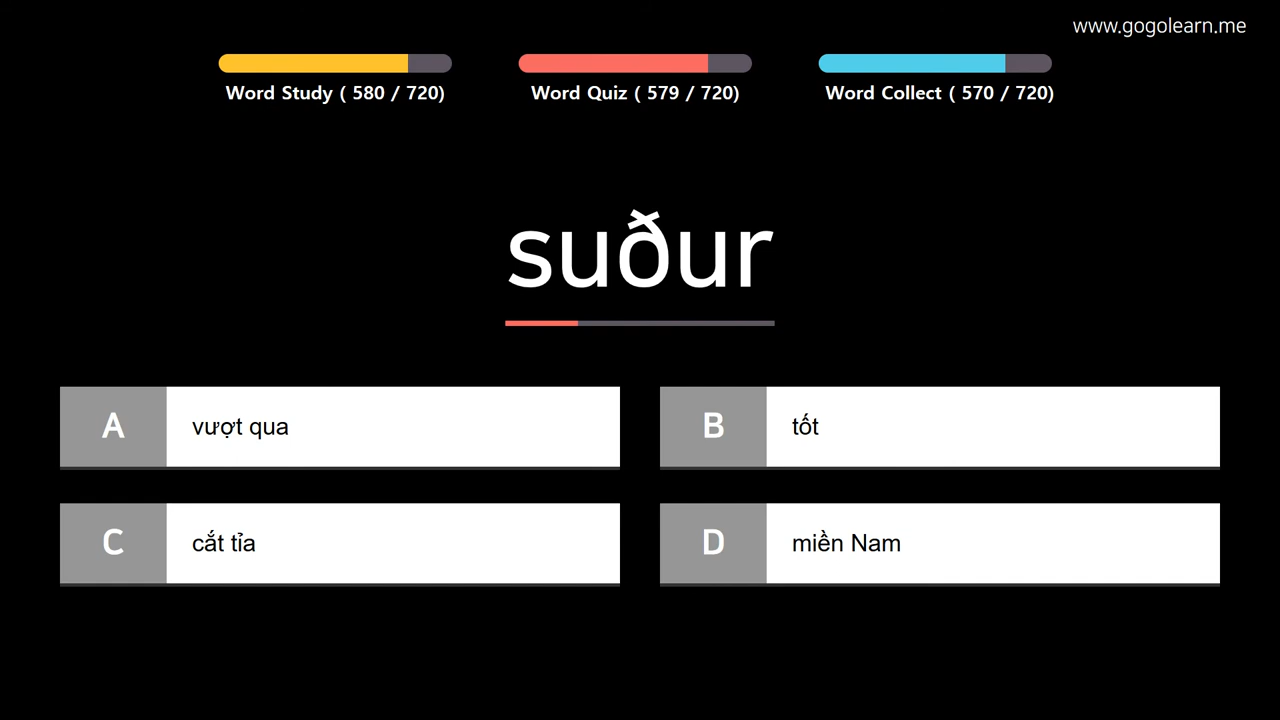 www.gogolearn.me
Word Study ( 580 / 720)
Word Quiz ( 579 / 720)
Word Collect ( 570 / 720)
suður
A
vượt qua
B
tốt
C
cắt tỉa
D
miền Nam